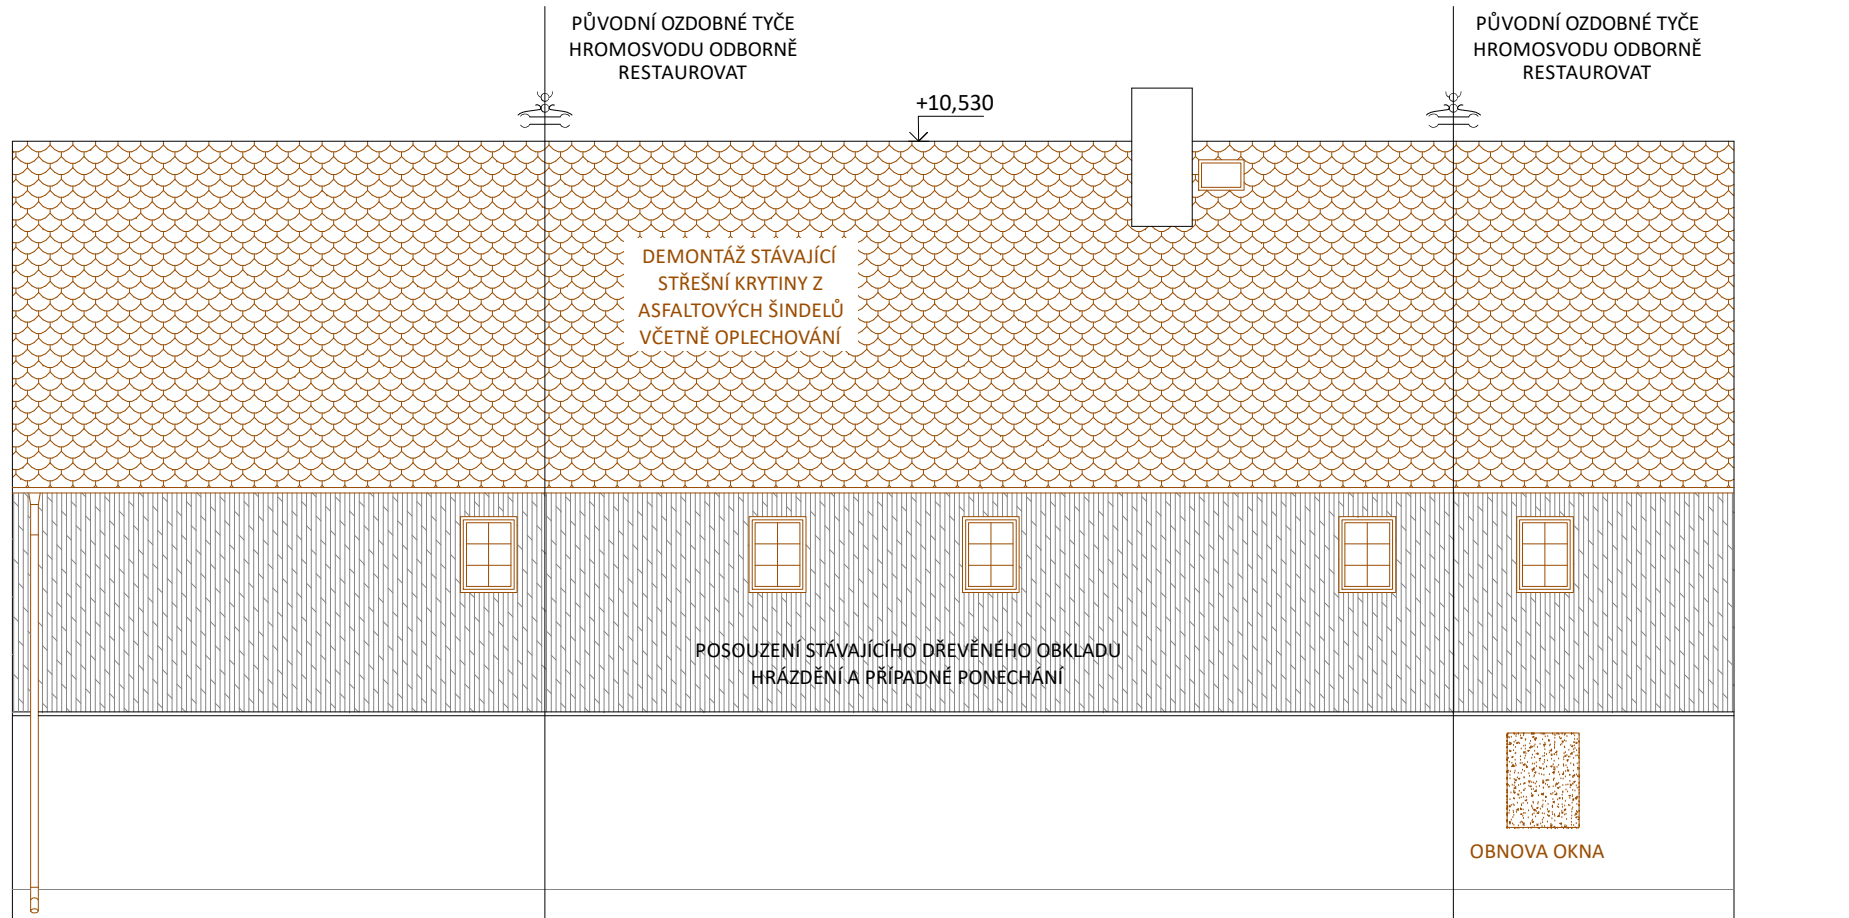 PŮVODNÍ OZDOBNÉ TYČE
HROMOSVODU ODBORNĚ
RESTAUROVAT
PŮVODNÍ OZDOBNÉ TYČE
HROMOSVODU ODBORNĚ
RESTAUROVAT
+10,530
DEMONTÁŽ STÁVAJÍCÍ
STŘEŠNÍ KRYTINY Z
ASFALTOVÝCH ŠINDELŮ
VČETNĚ OPLECHOVÁNÍ
POSOUZENÍ STÁVAJÍCÍHO DŘEVĚNÉHO OBKLADU
HRÁZDĚNÍ A PŘÍPADNÉ PONECHÁNÍ
OBNOVA OKNA